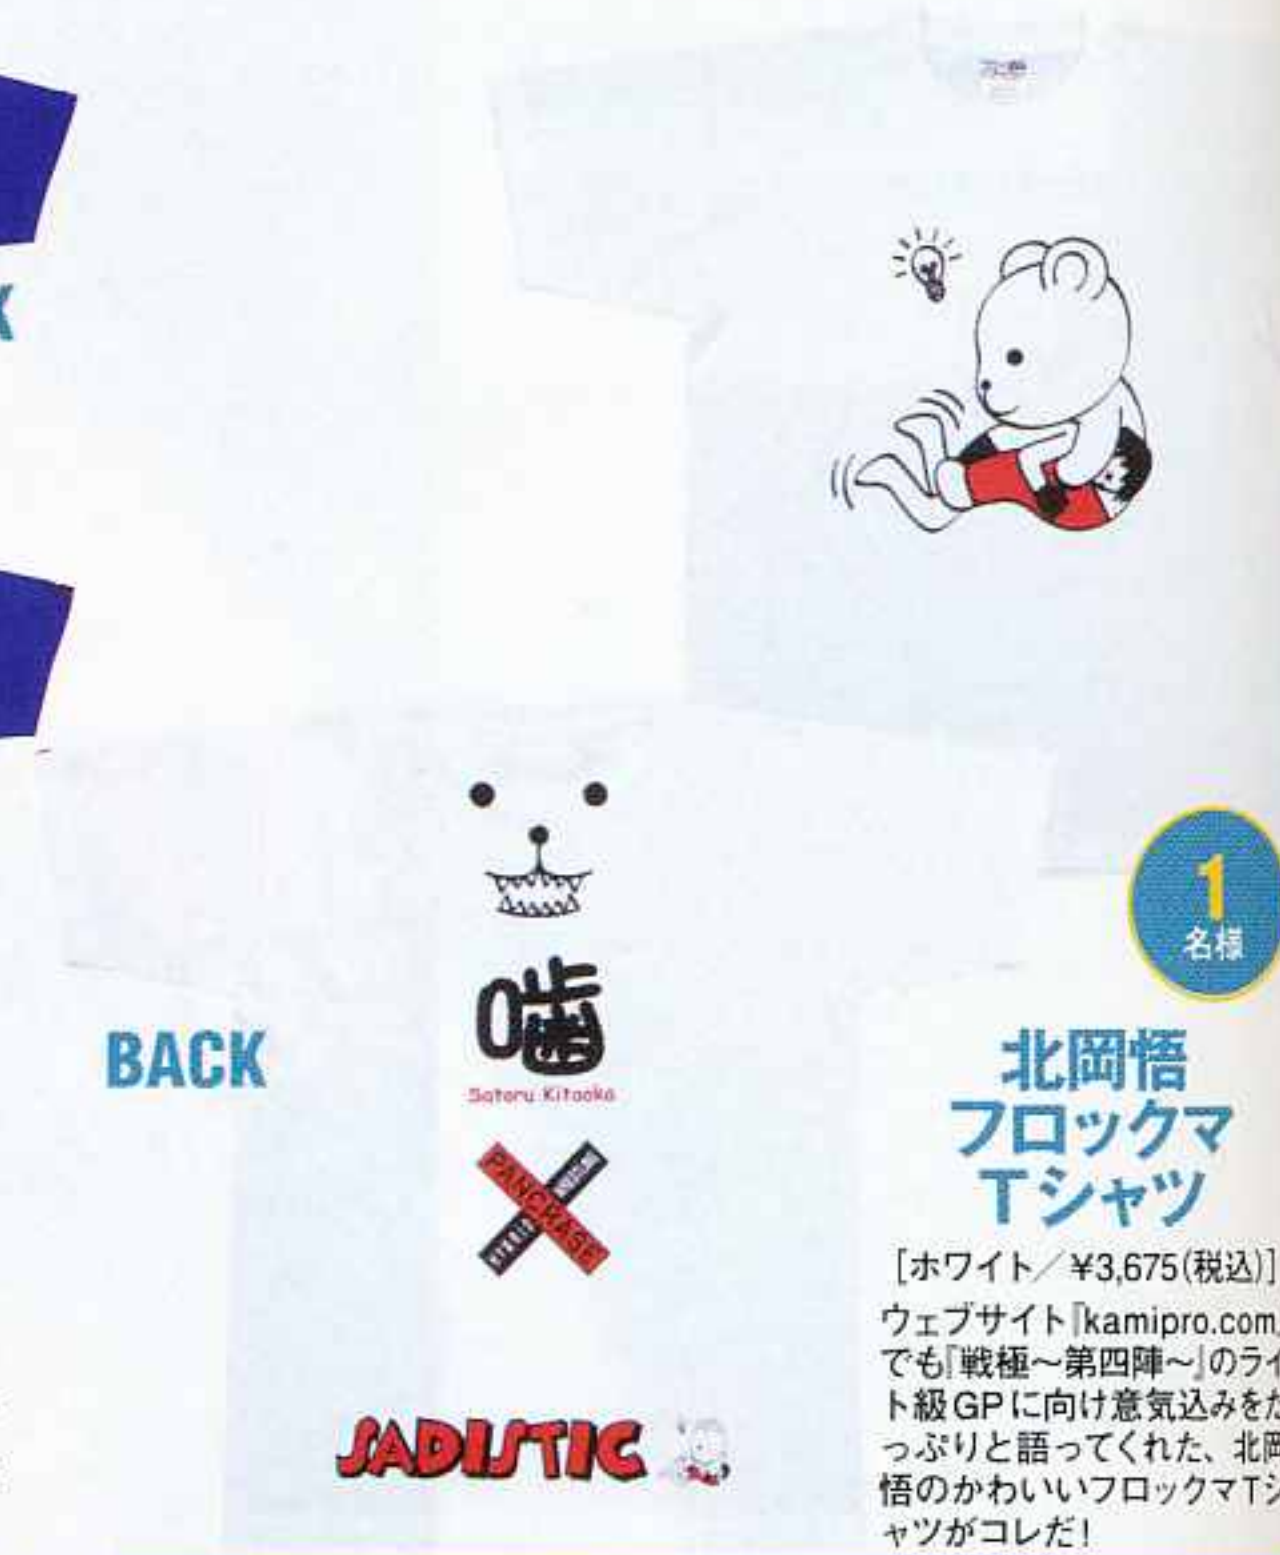 K
1
名様
BACK
噛
Satoru Kitaoka
PANCRASE
HYBRID
SADISTIC
北岡悟
フロックマ
Tシャツ
[ホワイト／¥3,675(税込)]
ウェブサイト『kamipro.com』
でも『戦極〜第四陣〜』のライ
ト級GPに向け意気込みをた
っぷりと語ってくれた、北岡
悟のかわいいフロックマTシ
ャツがコレだ!